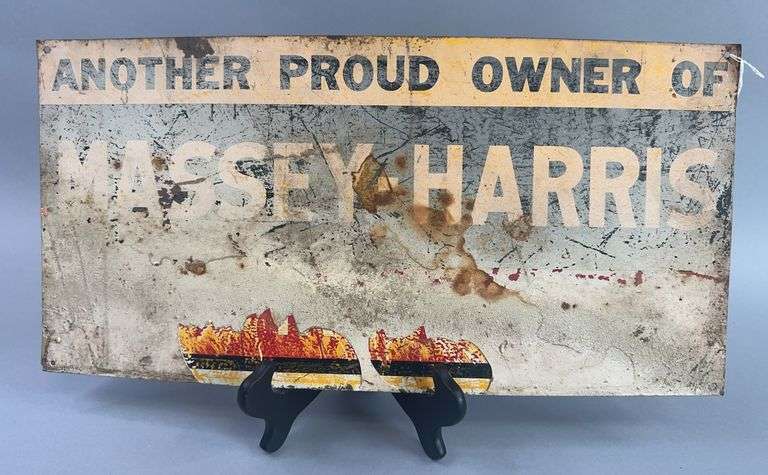 ANOTHER PROUD OWNER OF
MASSEY-HARRIS